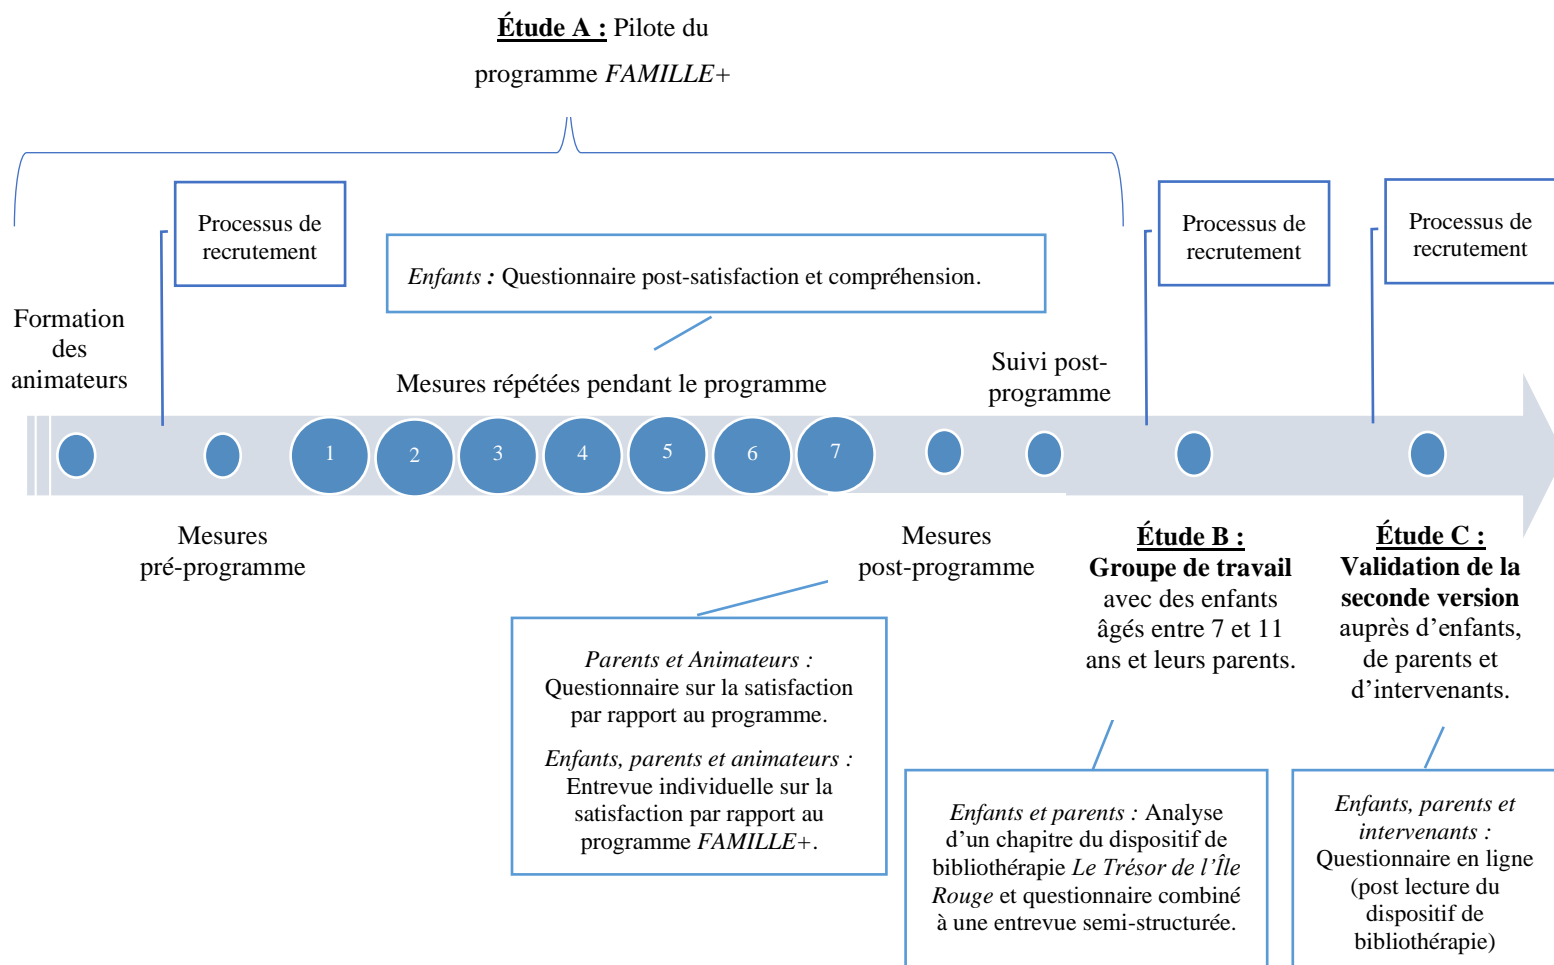 Étude A : Pilote du
programme FAMILLE+
Processus de
recrutement
Processus de
recrutement
Processus de
recrutement
Enfants : Questionnaire post-satisfaction et compréhension.
Formation
des
animateurs
Mesures répétées pendant le programme
Suivi post-
programme
1
2
3
4
5
6
7
Mesures
pré-programme
Mesures
post-programme
Étude B :
Groupe de travail
avec des enfants
âgés entre 7 et 11
ans et leurs parents.
Étude C :
Validation de la
seconde version
auprès d’enfants,
de parents et
d’intervenants.
Parents et Animateurs :
Questionnaire sur la satisfaction
par rapport au programme.
Enfants, parents et animateurs :
Entrevue individuelle sur la
satisfaction par rapport au
programme FAMILLE+.
Enfants et parents : Analyse
d’un chapitre du dispositif de
bibliothérapie Le Trésor de l’Île
Rouge et questionnaire combiné
à une entrevue semi-structurée.
Enfants, parents et
intervenants :
Questionnaire en ligne
(post lecture du
dispositif de
bibliothérapie)